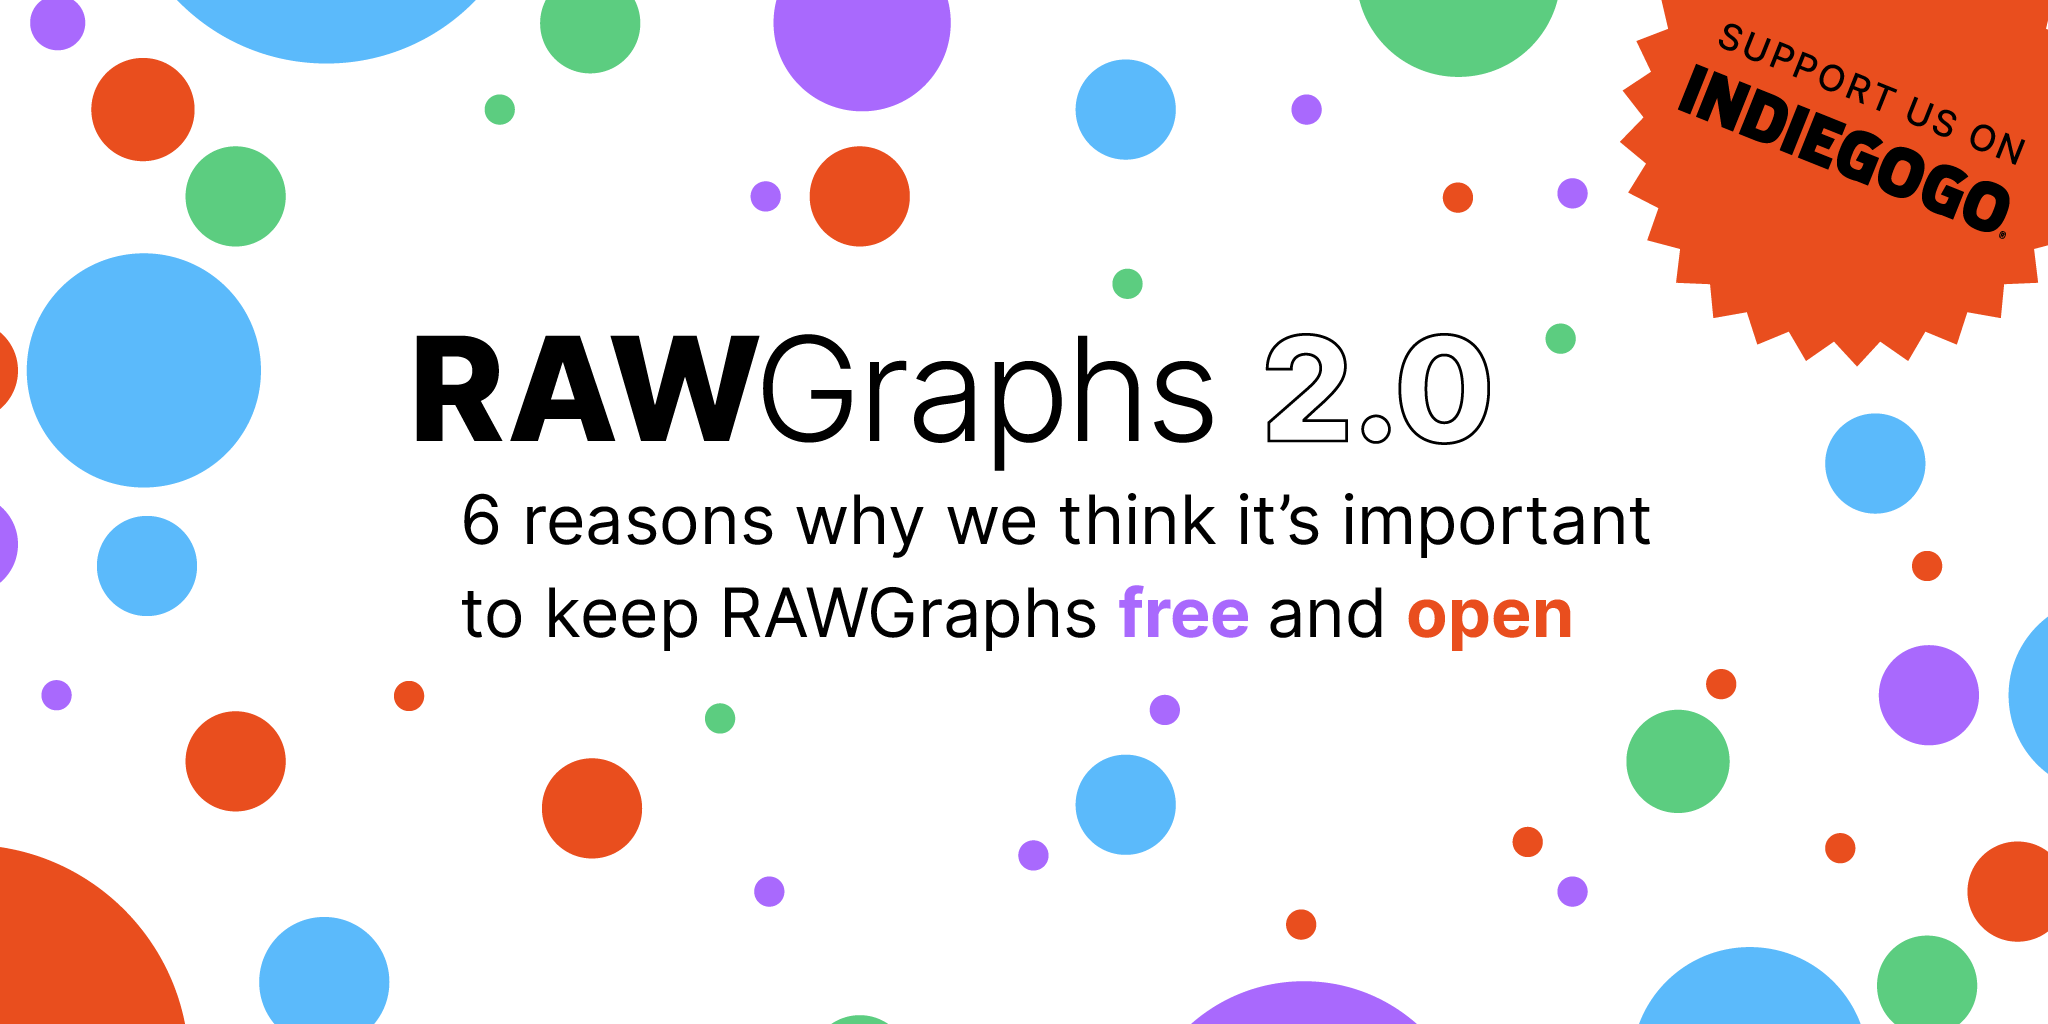 SUPPORT US ON
INDIEGOGO®
RAWGraphs 2.0
6 reasons why we think it’s important
to keep RAWGraphs free and open